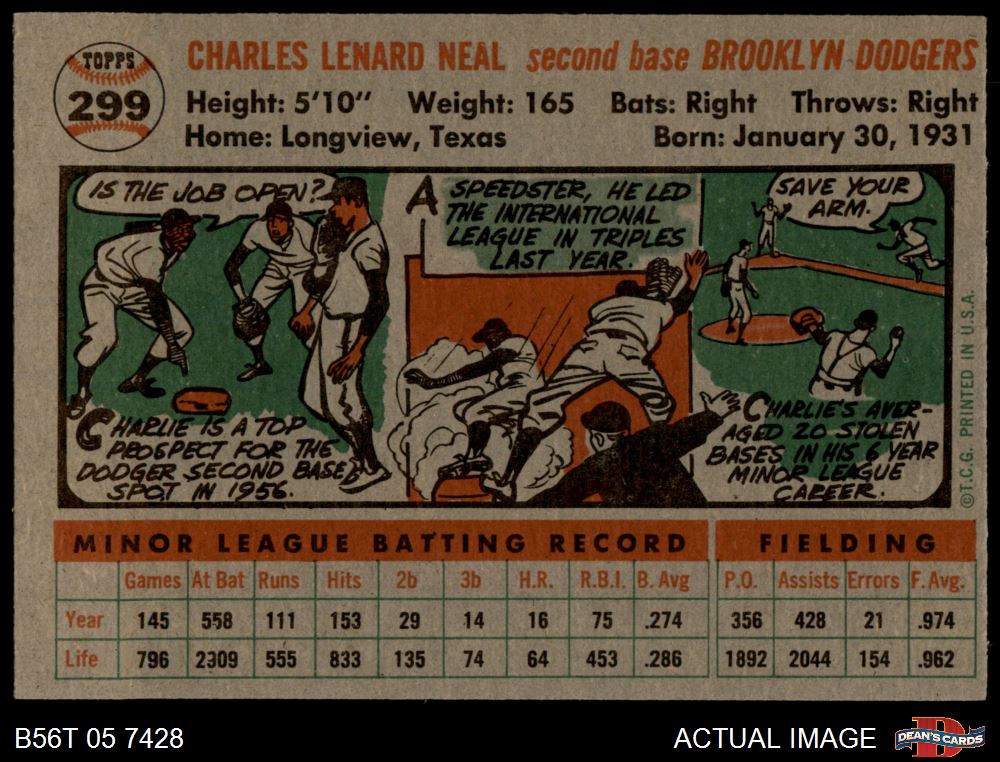 TOPPS
299
CHARLES LENARD NEAL second base BROOKLYN DODGERS
Height: 5'10" Weight: 165 Bats: Right Throws: Right
Home: Longview, Texas Born: January 30, 1931
IS THE JOB OPEN?
CHARLIE IS A TOP
PROSPECT FOR THE
DODGER SECOND BASE
SPOT IN 1956.
A SPEEDSTER, HE LED
THE INTERNATIONAL
LEAGUE IN TRIPLES
LAST YEAR.
SAVE YOUR
ARM.
CHARLIE'S AVER-
AGED 20 STOLEN
BASES IN HIS 6 YEAR
MINOR LEAGUE
CAREER.
©T.C.G. PRINTED IN U.S.A.
MINOR LEAGUE BATTING RECORD FIELDING
Games At Bat Runs Hits 2b 3b H.R. R.B.I. B. Avg P.O. Assists Errors F. Avg.
Year 145 558 111 153 29 14 16 75 .274 356 428 21 .974
Life 796 2909 555 833 135 74 64 453 .286 1892 2044 154 .962
B56T 05 7428 ACTUAL IMAGE DEAN'S CARDS